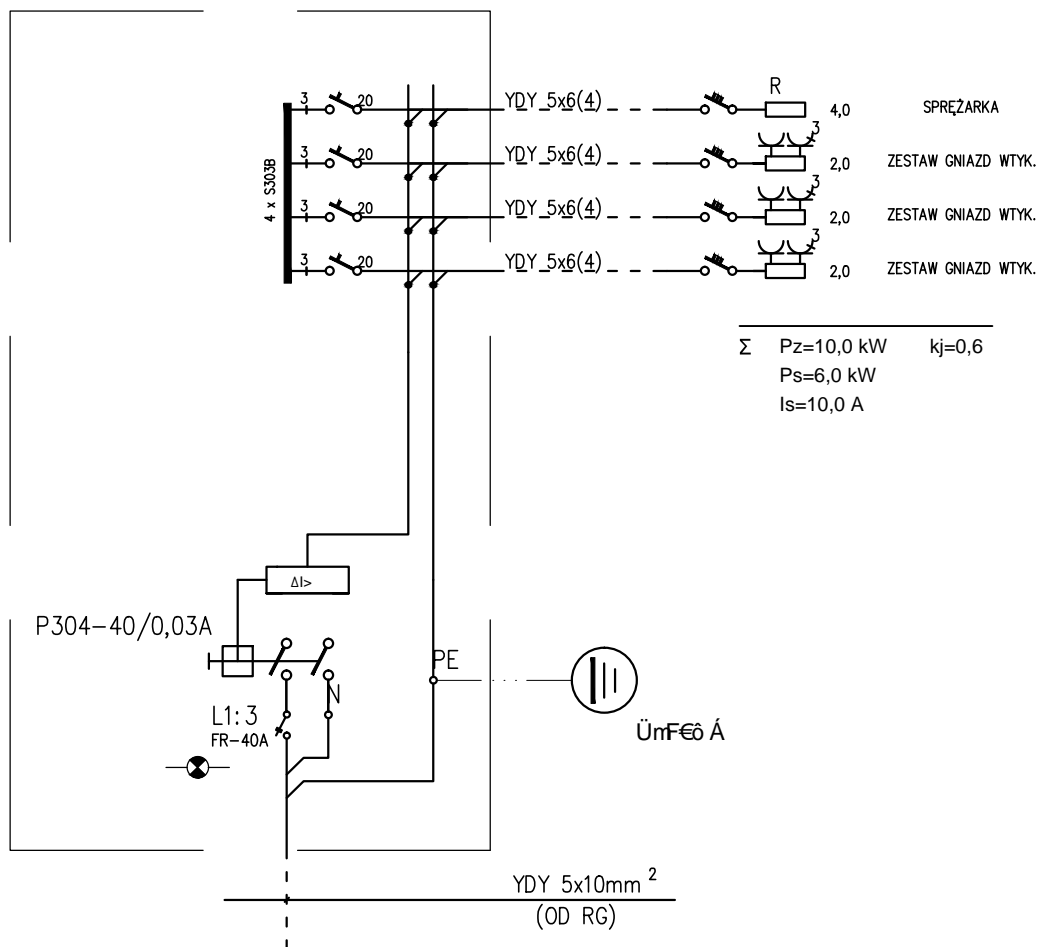 R
3 20 YDY 5x6(4) 4,0 SPRĘŻARKA
3
3 20 YDY 5x6(4) 2,0 ZESTAW GNIAZD WTYK.
3
3 20 YDY 5x6(4) 2,0 ZESTAW GNIAZD WTYK.
3
3 20 YDY 5x6(4) 2,0 ZESTAW GNIAZD WTYK.
4 x S303B
Σ Pz=10,0 kW kj=0,6
Ps=6,0 kW
Is=10,0 A
ΔI>
P304-40/0,03A
PE
N
L1:3
FR-40A
ÜmF€ô Á
YDY 5x10mm²
(OD RG)